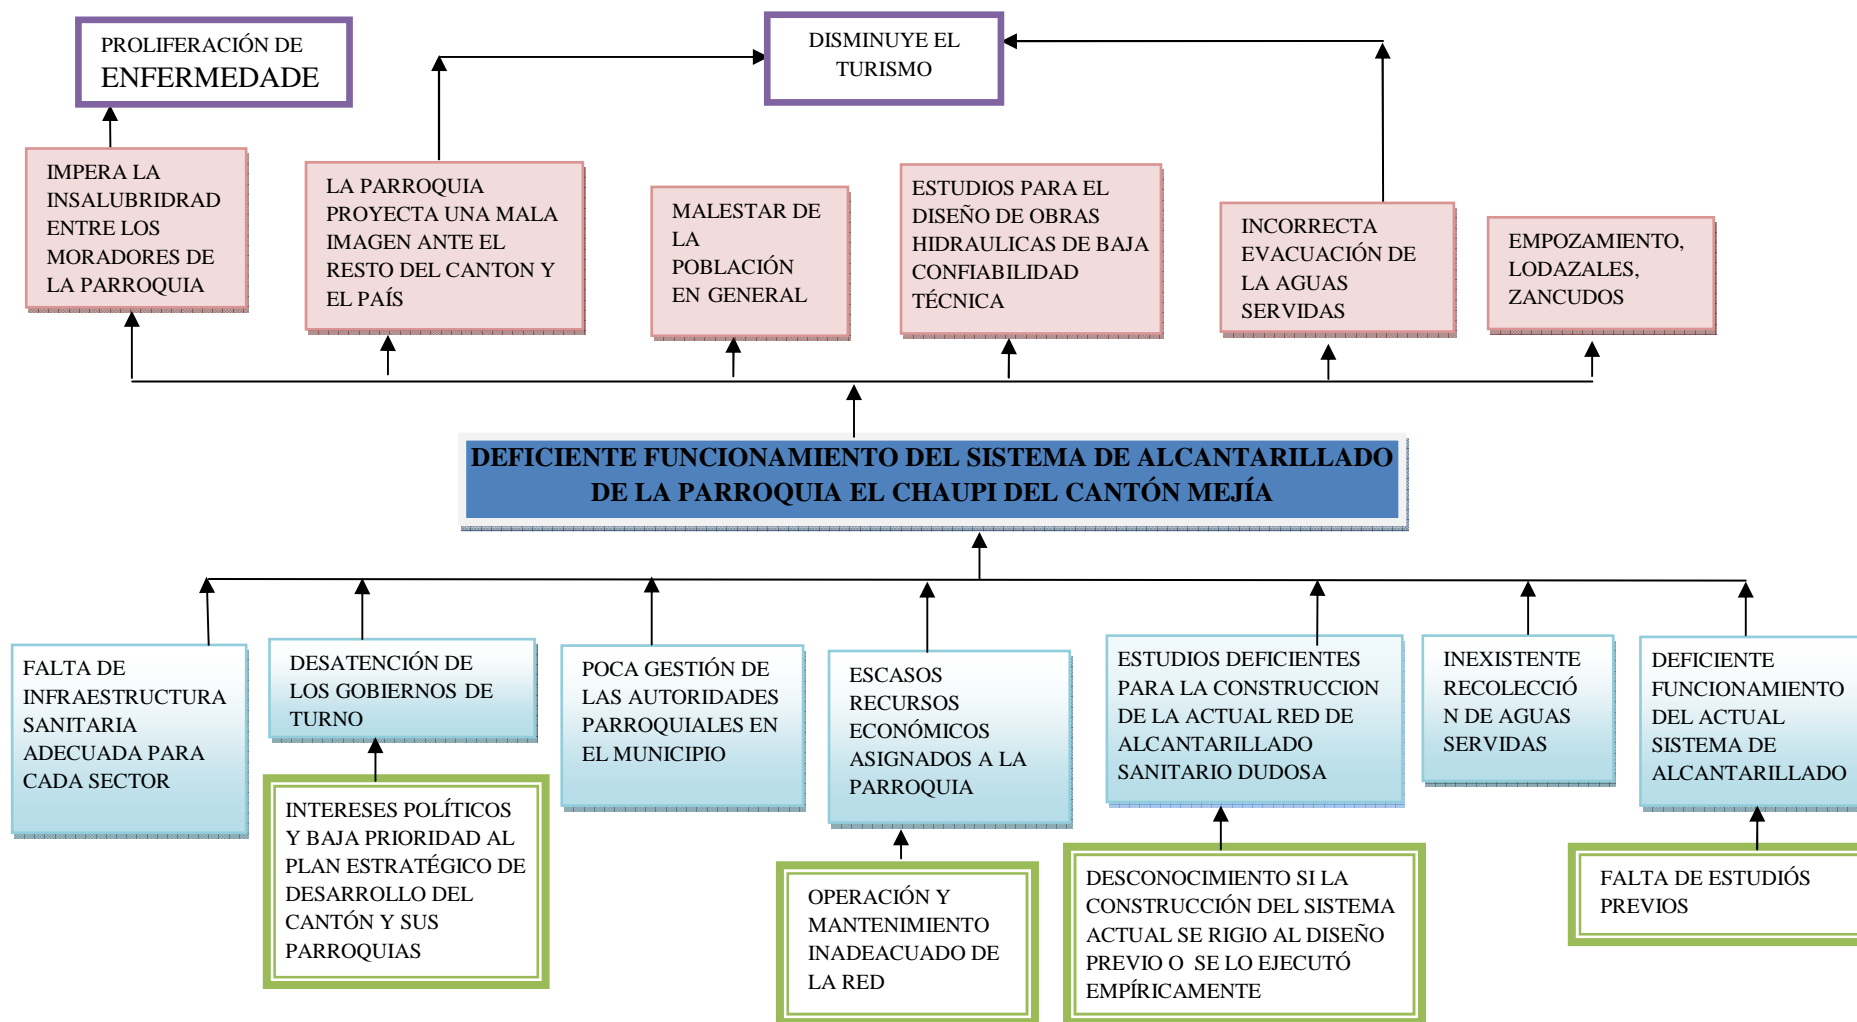 PROLIFERACIÓN DE
ENFERMEDADE
DISMINUYE EL
TURISMO
IMPERA LA
INSALUBRIDRAD
ENTRE LOS
MORADORES DE
LA PARROQUIA
LA PARROQUIA
PROYECTA UNA MALA
IMAGEN ANTE EL
RESTO DEL CANTON Y
EL PAÍS
MALESTAR DE
LA
POBLACIÓN
EN GENERAL
ESTUDIOS PARA EL
DISEÑO DE OBRAS
HIDRAULICAS DE BAJA
CONFIABILIDAD
TÉCNICA
INCORRECTA
EVACUACIÓN DE
LA AGUAS
SERVIDAS
EMPOZAMIENTO,
LODAZALES,
ZANCUDOS
DEFICIENTE FUNCIONAMIENTO DEL SISTEMA DE ALCANTARILLADO
DE LA PARROQUIA EL CHAUPI DEL CANTÓN MEJÍA
FALTA DE
INFRAESTRUCTURA
SANITARIA
ADECUADA PARA
CADA SECTOR
DESATENCIÓN DE
LOS GOBIERNOS DE
TURNO
POCA GESTIÓN DE
LAS AUTORIDADES
PARROQUIALES EN
EL MUNICIPIO
ESCASOS
RECURSOS
ECONÓMICOS
ASIGNADOS A LA
PARROQUIA
ESTUDIOS DEFICIENTES
PARA LA CONSTRUCCION
DE LA ACTUAL RED DE
ALCANTARILLADO
SANITARIO DUDOSA
INEXISTENTE
RECOLECCIÓ
N DE AGUAS
SERVIDAS
DEFICIENTE
FUNCIONAMIENTO
DEL ACTUAL
SISTEMA DE
ALCANTARILLADO
INTERESES POLÍTICOS
Y BAJA PRIORIDAD AL
PLAN ESTRATÉGICO DE
DESARROLLO DEL
CANTÓN Y SUS
PARROQUIAS
OPERACIÓN Y
MANTENIMIENTO
INADEACUADO DE
LA RED
DESCONOCIMIENTO SI LA
CONSTRUCCIÓN DEL SISTEMA
ACTUAL SE RIGIO AL DISEÑO
PREVIO O SE LO EJECUTÓ
EMPÍRICAMENTE
FALTA DE ESTUDIÓS
PREVIOS